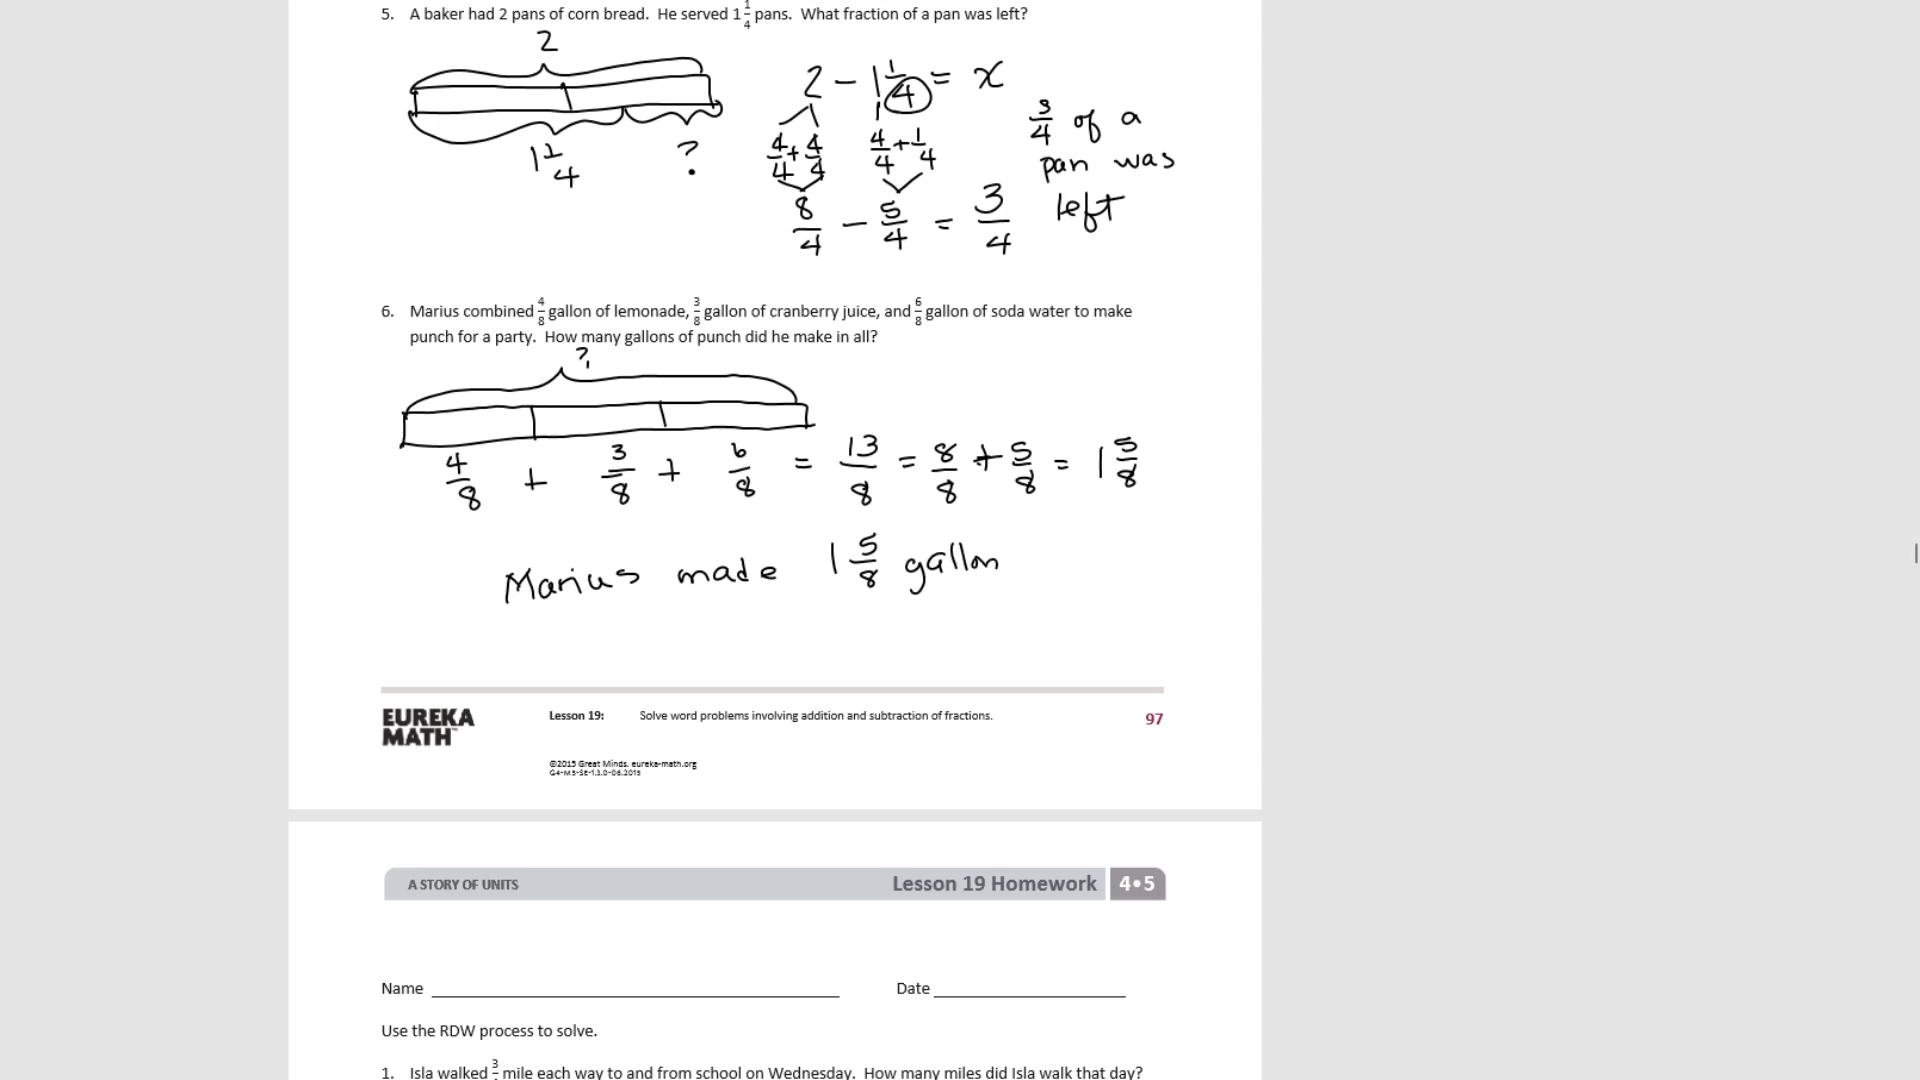 5. A baker had 2 pans of corn bread. He served 1 1/4 pans. What fraction of a pan was left?
2
1 1/4 ?
2 - 1 1/4 = x
4/4 + 4/4 4/4 + 1/4
8/4 - 5/4 = 3/4
3/4 of a
pan was
left
6. Marius combined 4/8 gallon of lemonade, 3/8 gallon of cranberry juice, and 6/8 gallon of soda water to make
punch for a party. How many gallons of punch did he make in all?
?
4/8 + 3/8 + 6/8 = 13/8 = 8/8 + 5/8 = 1 5/8
Marius made 1 5/8 gallon
EUREKA
MATH™
Lesson 19: Solve word problems involving addition and subtraction of fractions.
97
©2015 Great Minds. eureka-math.org
G4-M5-SE-1.3.0-06.2015
A STORY OF UNITS
Lesson 19 Homework 4•5
Name
Date
Use the RDW process to solve.
1. Isla walked mile each way to and from school on Wednesday. How many miles did Isla walk that day?